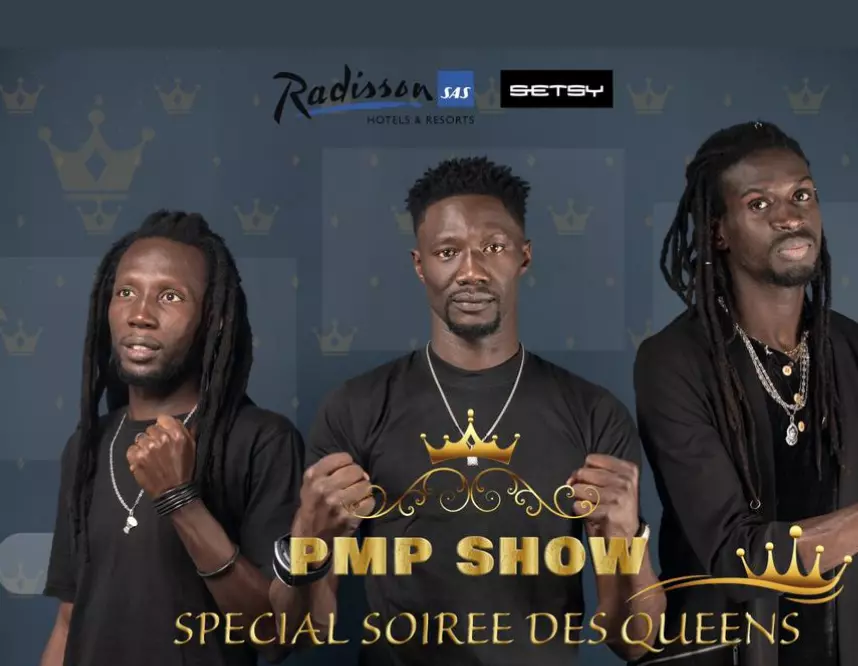 Radisson SAS
HOTELS & RESORTS
SETSY
PMP SHOW
SPECIAL SOIREE DES QUEENS